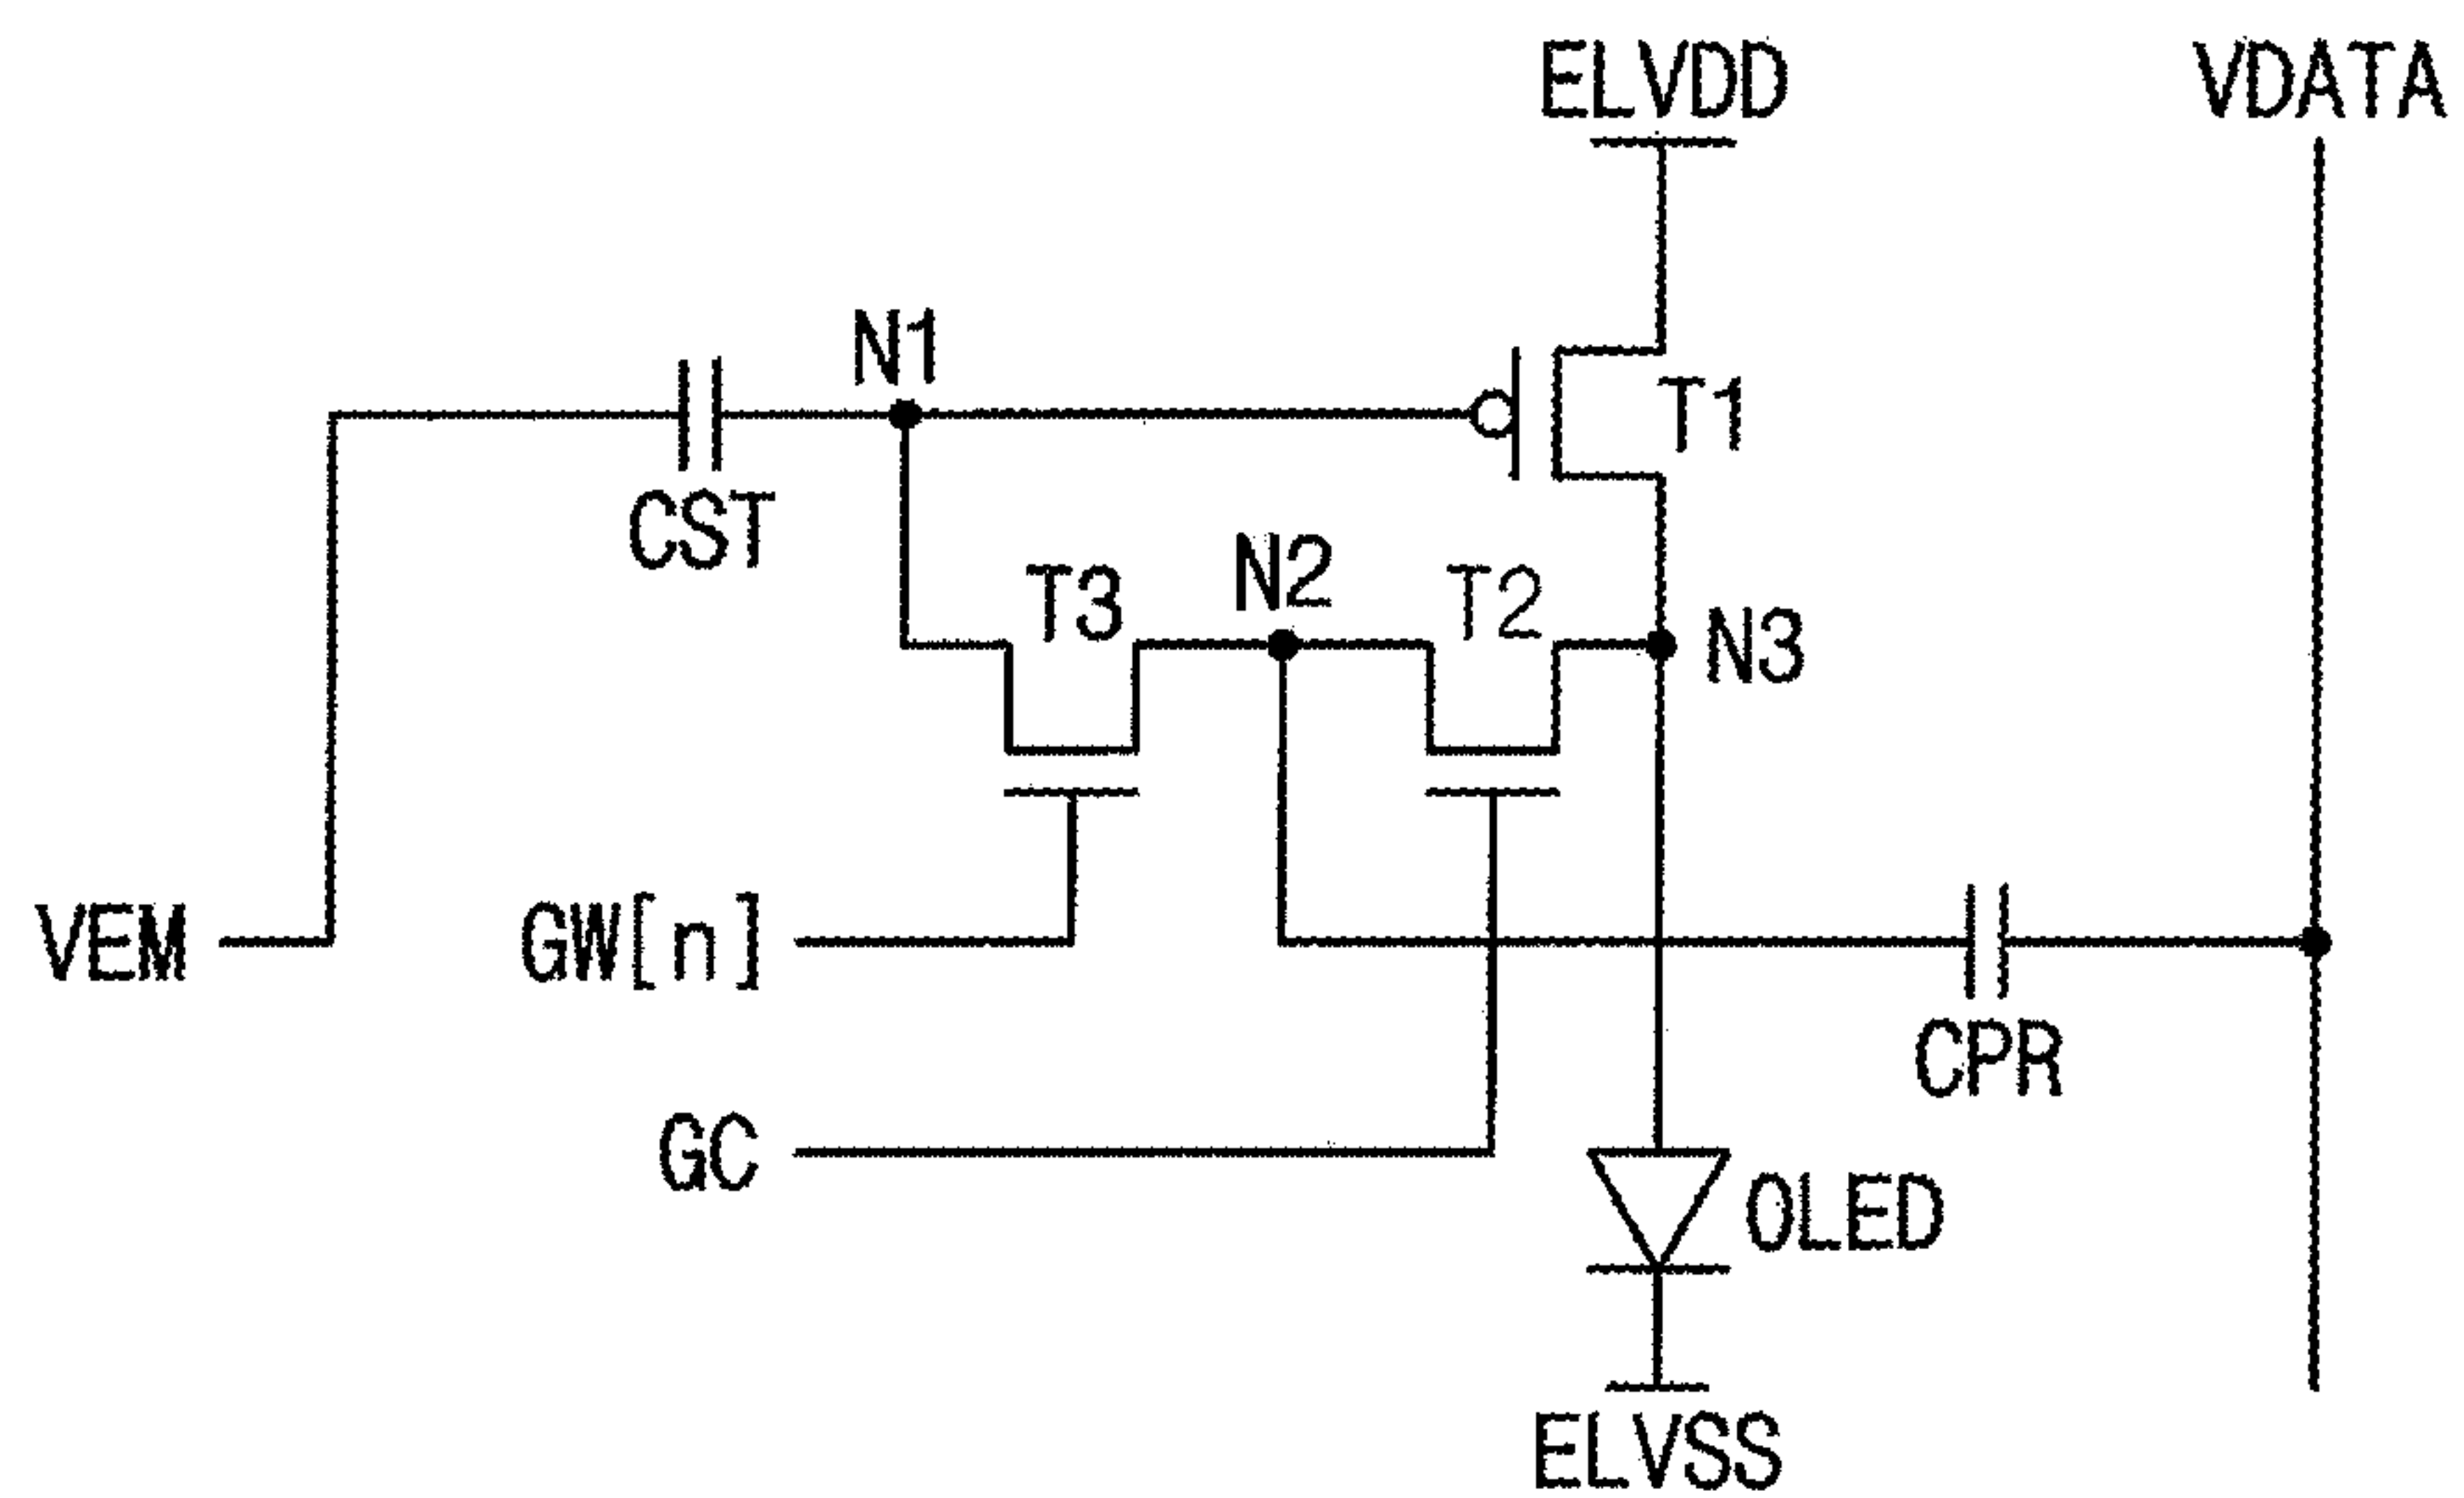 ELVDD
VDATA
N1
T1
CST
N2
T3
T2
N3
VEM
GW[n]
CPR
GC
OLED
ELVSS